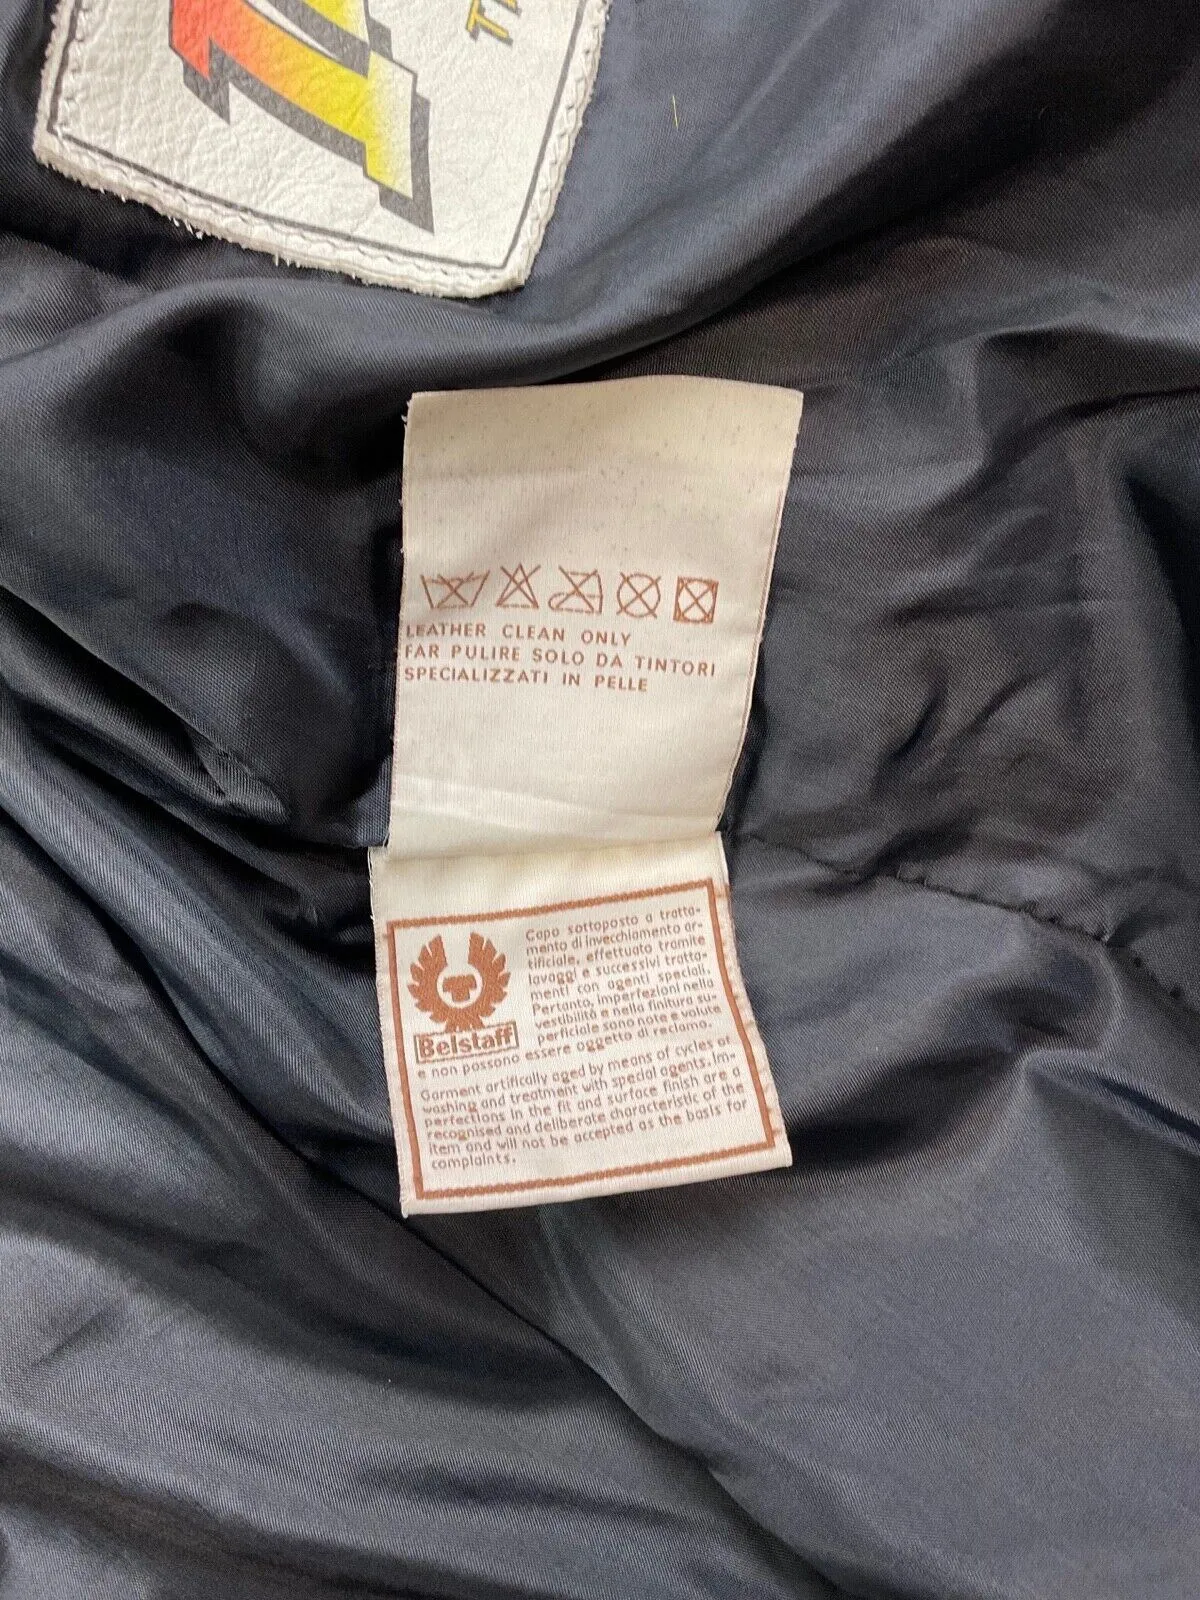 LEATHER CLEAN ONLY
FAR PULIRE SOLO DA TINTORI
SPECIALIZZATI IN PELLE
Belstaff
Capo sottoposto a tratta-
mento di invecchiamento ar-
tificiale, effettuato tramite
lavaggi e successivi tratta-
menti con agenti speciali.
Pertanto, imperfezioni nella
vestibilità e nella finitura su-
perficiale sono note e volute
e non possono essere oggetto di reclamo.
Garment artifically aged by means of cycles of
washing and treatment with special agents. Im-
perfections in the fit and surface finish are a
recognised and deliberate characteristic of the
item and will not be accepted as the basis for
complaints.